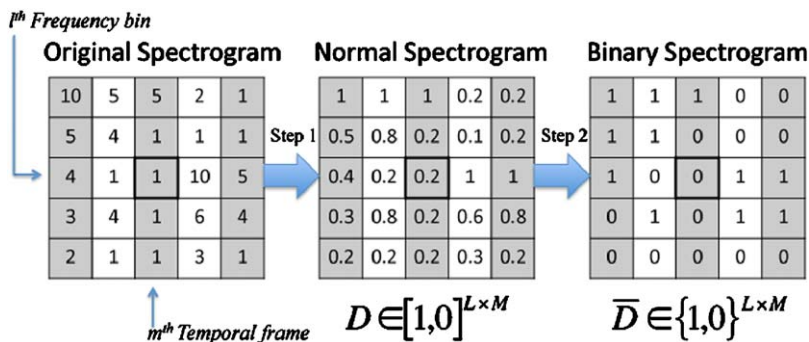 lth Frequency bin
Original Spectrogram Normal Spectrogram Binary Spectrogram
10 5 5 2 1 1 1 1 0.2 0.2 1 1 1 0 0
5 4 1 1 1 Step 1 0.5 0.8 0.2 0.1 0.2 Step 2 1 1 0 0 0
4 1 1 10 5 0.4 0.2 0.2 1 1 1 0 0 1 1
3 4 1 6 4 0.3 0.8 0.2 0.6 0.8 0 1 0 1 1
2 1 1 3 1 0.2 0.2 0.2 0.3 0.2 0 0 0 0 0
D ∈ [1,0]^{L×M} D̅ ∈ {1,0}^{L×M}
mth Temporal frame